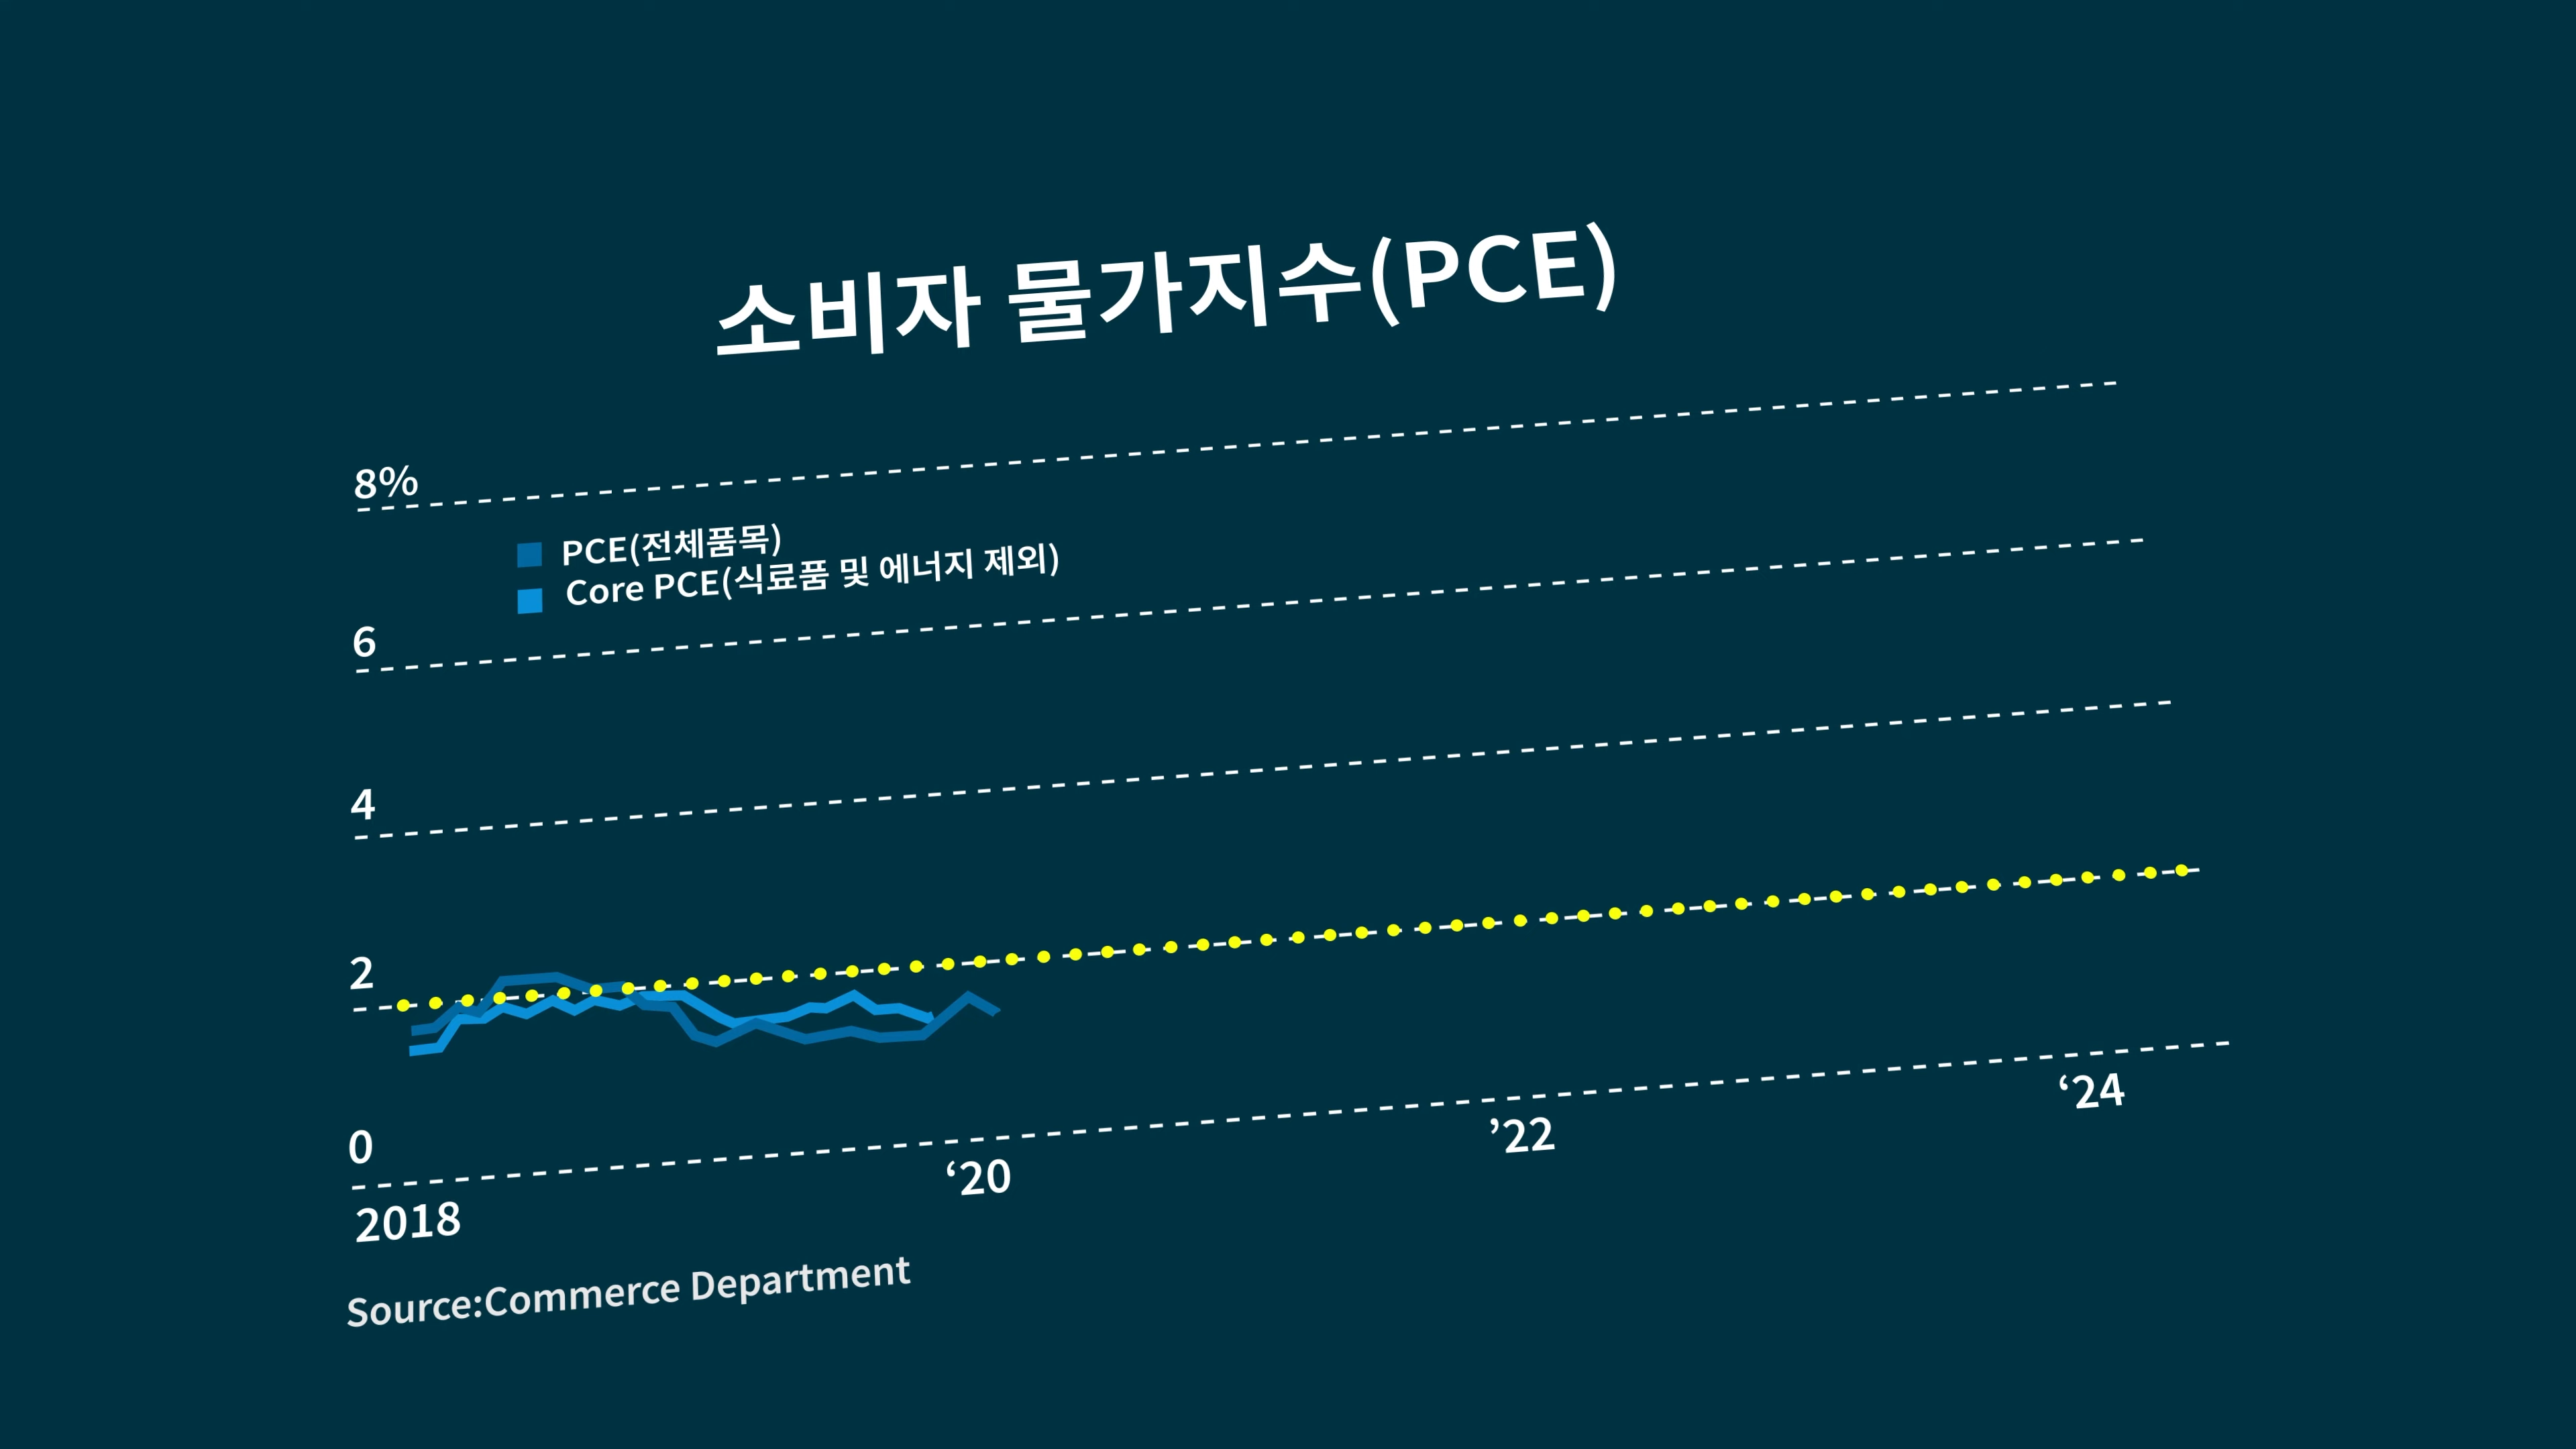 소비자 물가지수(PCE)
8%
PCE(전체품목)
Core PCE(식료품 및 에너지 제외)
6
4
2
0
2018
‘20
’22
‘24
Source:Commerce Department